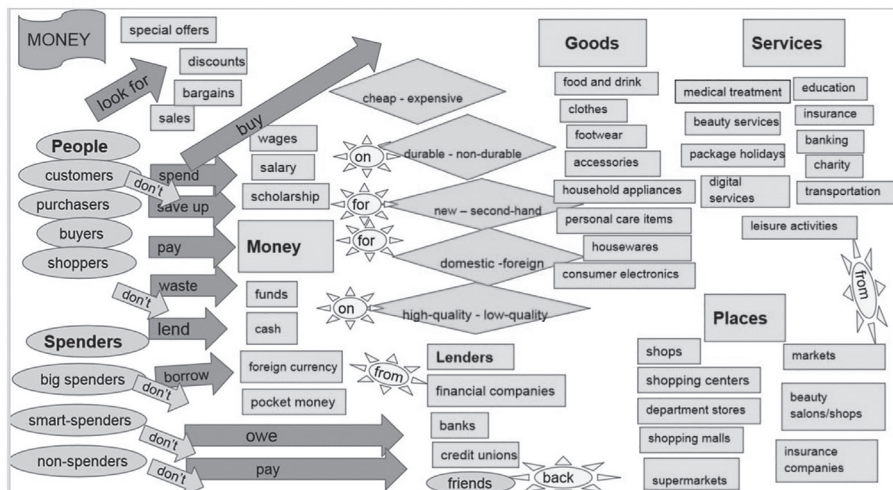 MONEY
special offers
discounts
bargains
sales
look for
buy
People
customers
purchasers
buyers
shoppers
don't
spend
save up
pay
waste
don't
lend
Spenders
big spenders
smart-spenders
non-spenders
don't
borrow
don't
owe
don't
pay
wages
salary
scholarship
Money
funds
cash
foreign currency
pocket money
on
for
for
on
from
cheap - expensive
durable - non-durable
new – second-hand
domestic -foreign
high-quality - low-quality
Lenders
financial companies
banks
credit unions
friends
back
Goods
food and drink
clothes
footwear
accessories
household appliances
personal care items
housewares
consumer electronics
Services
medical treatment
beauty services
package holidays
digital
services
education
insurance
banking
charity
transportation
leisure activities
from
Places
shops
shopping centers
department stores
shopping malls
supermarkets
markets
beauty
salons/shops
insurance
companies